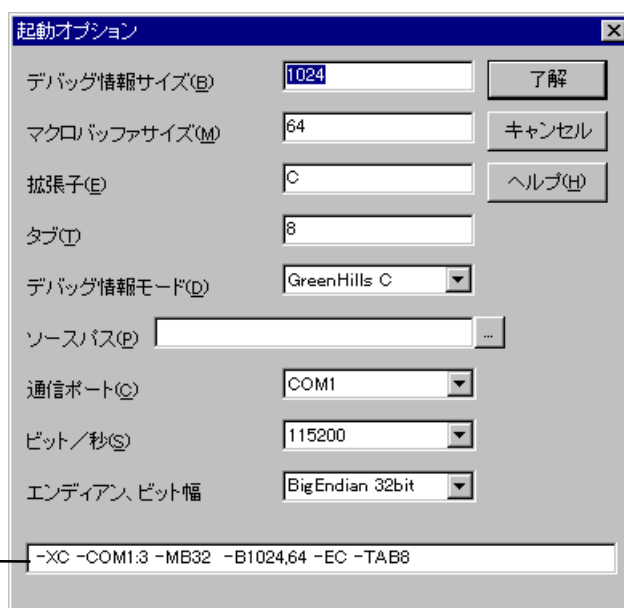 起動オプション
デバッグ情報サイズ(B) 1024 了解
マクロバッファサイズ(M) 64 キャンセル
拡張子(E) C ヘルプ(H)
タブ(T) 8
デバッグ情報モード(D) GreenHills C
ソースパス(P) ...
通信ポート(C) COM1
ビット/秒(S) 115200
エンディアン、ビット幅 BigEndian 32bit
-XC -COM1:3 -MB32 -B1024,64 -EC -TAB8